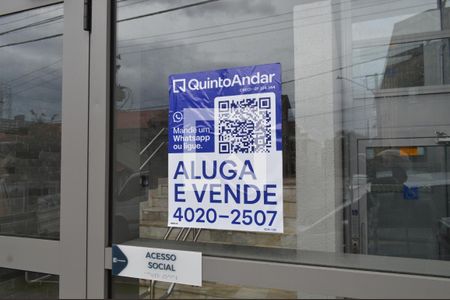 QuintoAndar
Mande um
Whatsapp
ou ligue.
ALUGA
E VENDE
4020-2507
ACESSO
SOCIAL